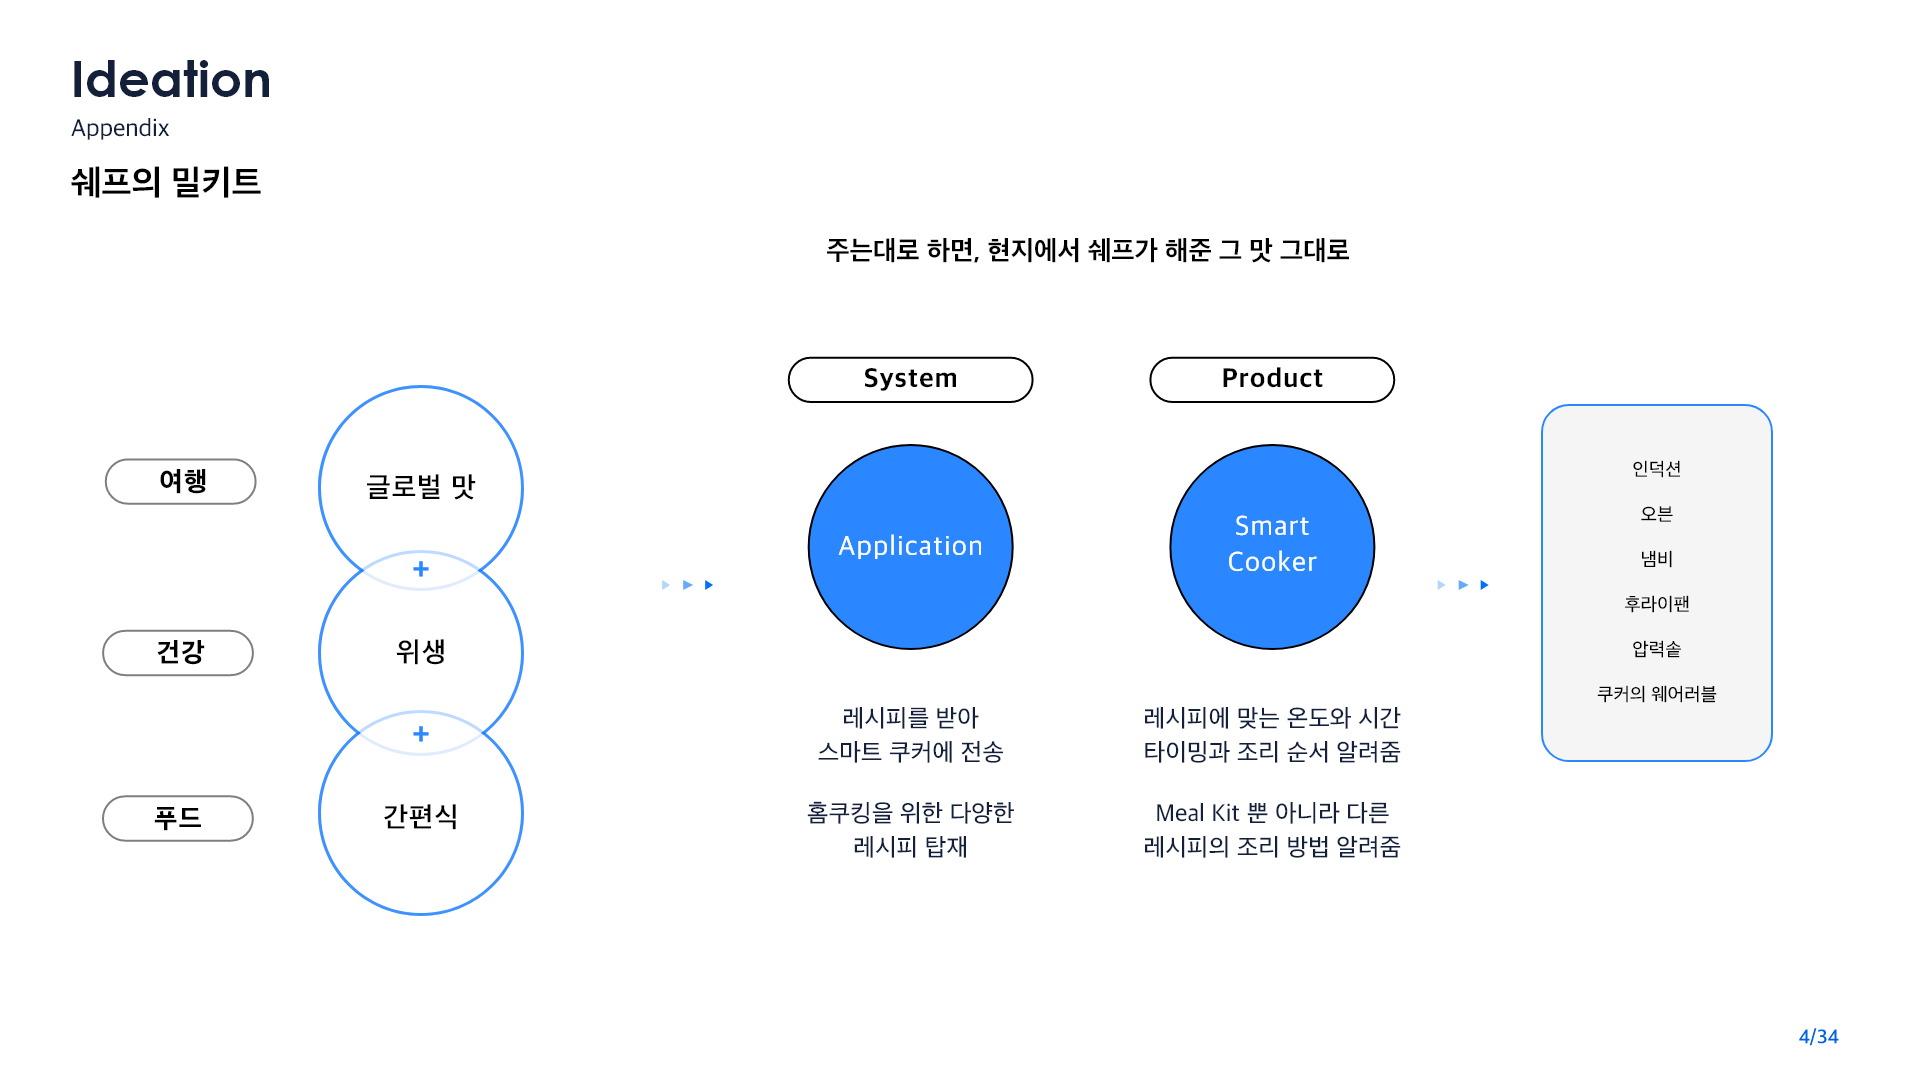 Ideation
Appendix
쉐프의 밀키트
주는대로 하면, 현지에서 쉐프가 해준 그 맛 그대로
여행
글로벌 맛
+
건강
위생
+
푸드
간편식
System
Application
레시피를 받아
스마트 쿠커에 전송
홈쿠킹을 위한 다양한
레시피 탑재
Product
Smart
Cooker
레시피에 맞는 온도와 시간
타이밍과 조리 순서 알려줌
Meal Kit 뿐 아니라 다른
레시피의 조리 방법 알려줌
인덕션
오븐
냄비
후라이팬
압력솥
쿠커의 웨어러블
4/34